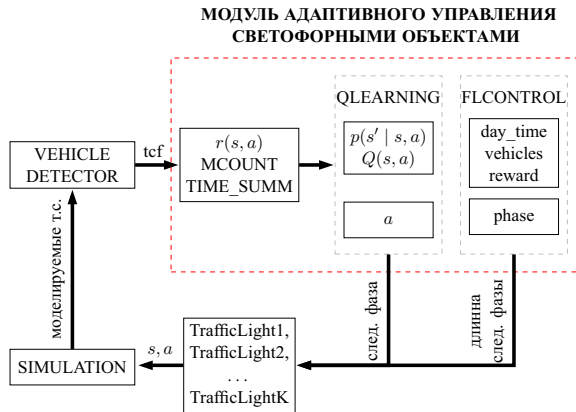 МОДУЛЬ АДАПТИВНОГО УПРАВЛЕНИЯ
СВЕТОФОРНЫМИ ОБЪЕКТАМИ
QLEARNING
FLCONTROL
VEHICLE
DETECTOR
tcf
r(s, a)
MCOUNT
TIME_SUMM
p(s′ | s, a)
Q(s, a)
a
day_time
vehicles
reward
phase
моделируемые т.с.
след. фаза
длинна
след. фазы
SIMULATION
s, a
TrafficLight1,
TrafficLight2,
...
TrafficLightK